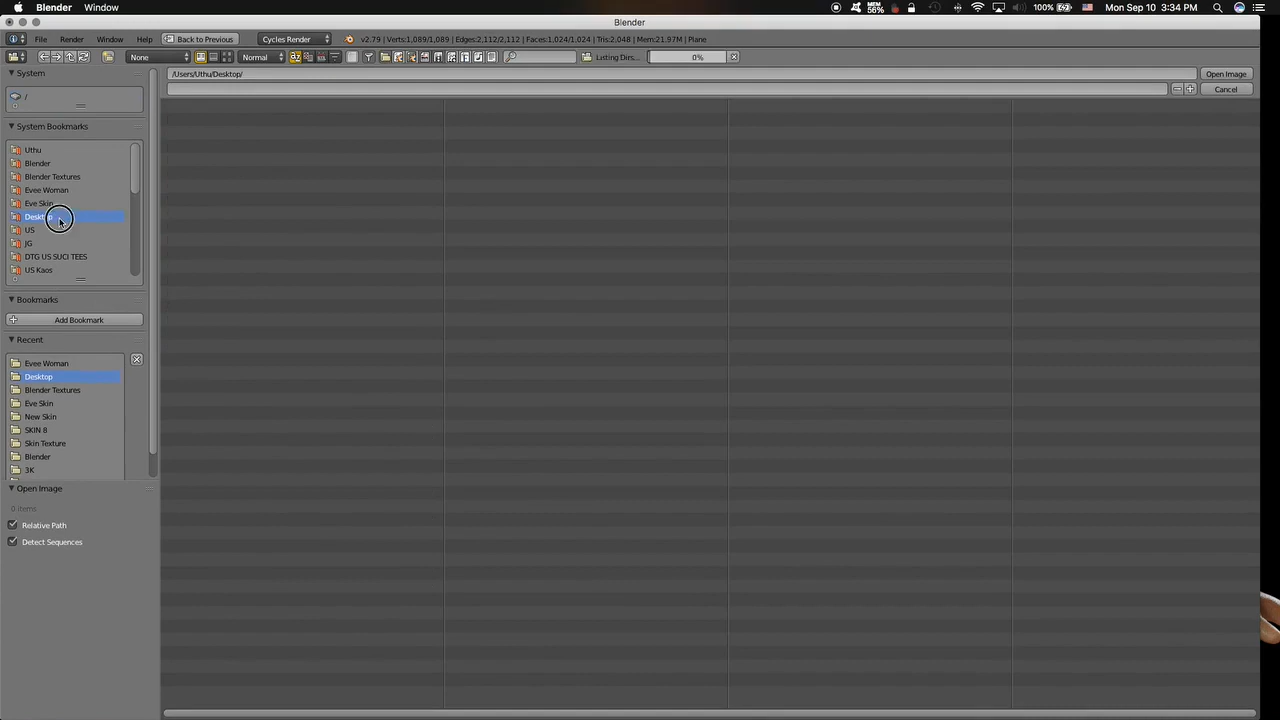 Blender Window MEM 56% 100% Mon Sep 10 3:34 PM
Blender
File Render Window Help Back to Previous Cycles Render v2.79 | Verts:1,089/1,089 | Edges:2,112/2,112 | Faces:1,024/1,024 | Tris:2,048 | Mem:21.97M | Plane
None Normal Listing Dirs... 0%
System
/Users/Uthu/Desktop/
Open Image
/
Cancel
System Bookmarks
Uthu
Blender
Blender Textures
Evee Woman
Eve Skin
Desktop
US
JG
DTG US SUCI TEES
US Kaos
Bookmarks
Add Bookmark
Recent
Evee Woman
Desktop
Blender Textures
Eve Skin
New Skin
SKIN 8
Skin Texture
Blender
3K
Open Image
0 items
Relative Path
Detect Sequences